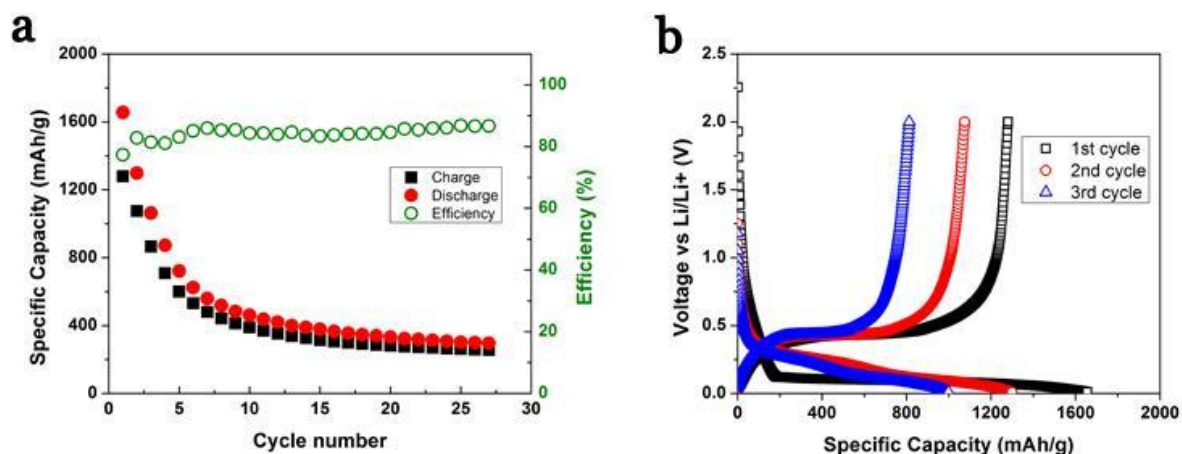 a
2000
1600
1200
800
400
0
0 5 10 15 20 25 30
100
80
60
40
20
0
Specific Capacity (mAh/g)
Efficiency (%)
Cycle number
Charge
Discharge
Efficiency
b
2.5
2.0
1.5
1.0
0.5
0.0
0 400 800 1200 1600 2000
Voltage vs Li/Li+ (V)
Specific Capacity (mAh/g)
1st cycle
2nd cycle
3rd cycle